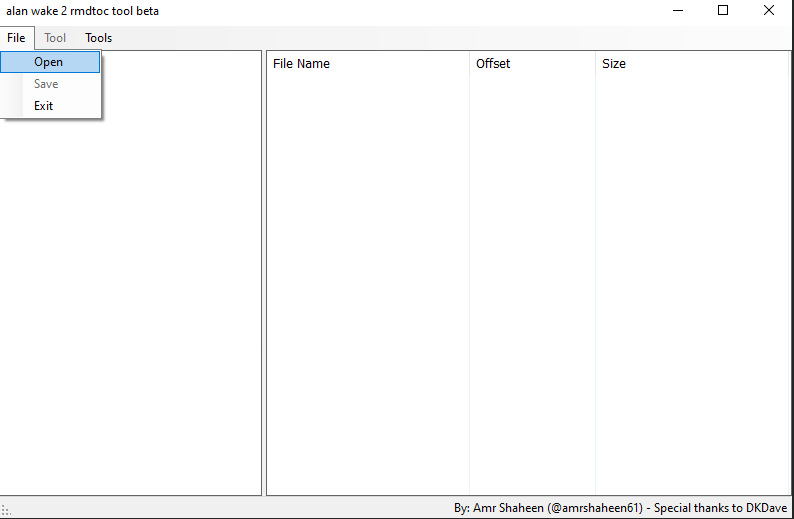 alan wake 2 rmdtoc tool beta
File Tool Tools
Open
Save
Exit
File Name Offset Size
By: Amr Shaheen (@amrshaheen61) - Special thanks to DKDave